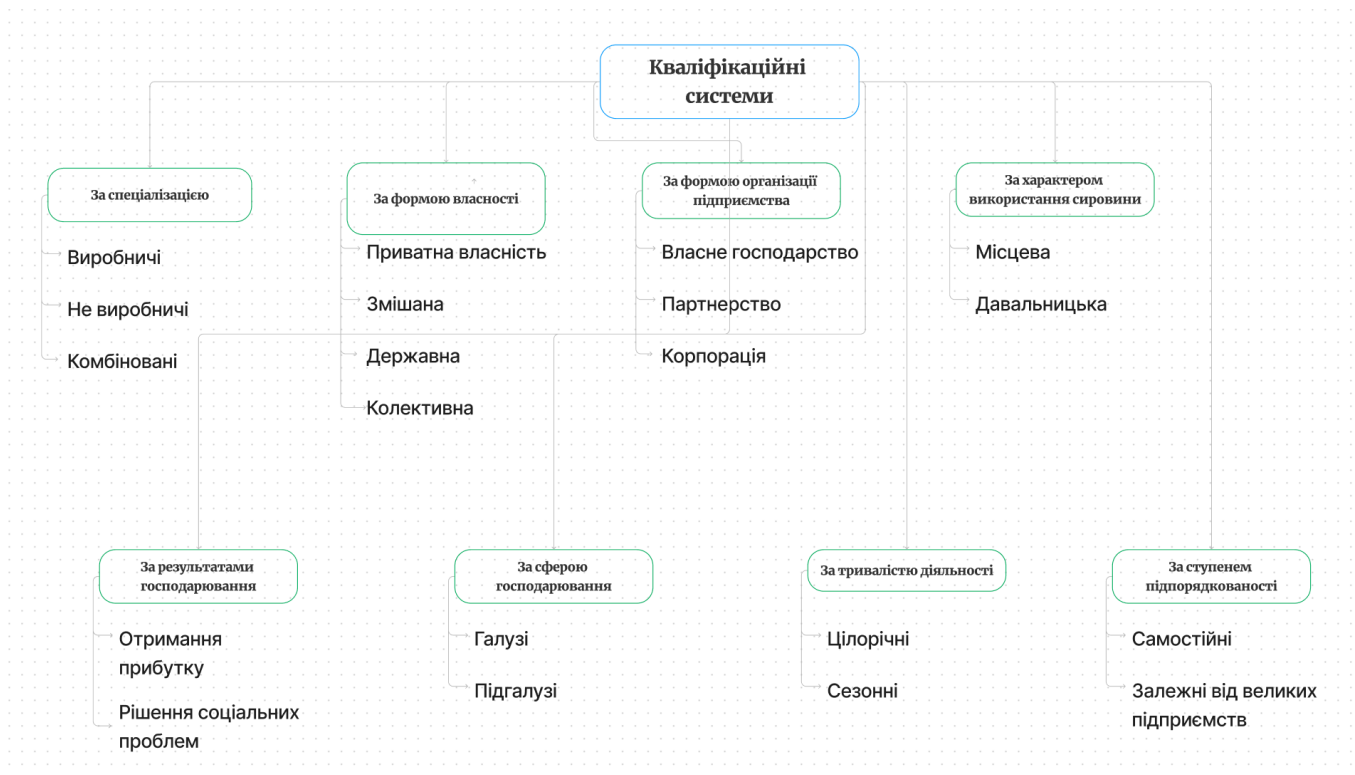 Кваліфікаційні
системи
За спеціалізацією
Виробничі
Не виробничі
Комбіновані
За формою власності
Приватна власність
Змішана
Державна
Колективна
За формою організації
підприємства
Власне господарство
Партнерство
Корпорація
За характером
використання сировини
Місцева
Давальницька
За результатами
господарювання
Отримання
прибутку
Рішення соціальних
проблем
За сферою
господарювання
Галузі
Підгалузі
За тривалістю діяльності
Цілорічні
Сезонні
За ступенем
підпорядкованості
Самостійні
Залежні від великих
підприємств